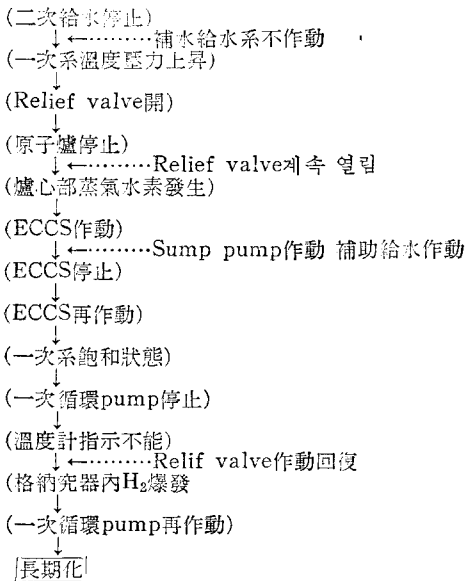 (二次給水停止)
↓←·········補水給水系不作動
(一次系溫度壓力上昇)
↓
(Relief valve開)
↓
(原子爐停止)
↓←·········Relief valve계속 열림
(爐心部蒸氣水素發生)
↓
(ECCS作動)
↓←·········Sump pump作動 補助給水作動
(ECCS停止)
↓
(ECCS再作動)
↓
(一次系飽和狀態)
↓
(一次循環pump停止)
↓
(溫度計指示不能)
↓←·········Relif valve作動回復
(格納究器內H₂爆發
↓
(一次循環pump再作動)
↓
長期化